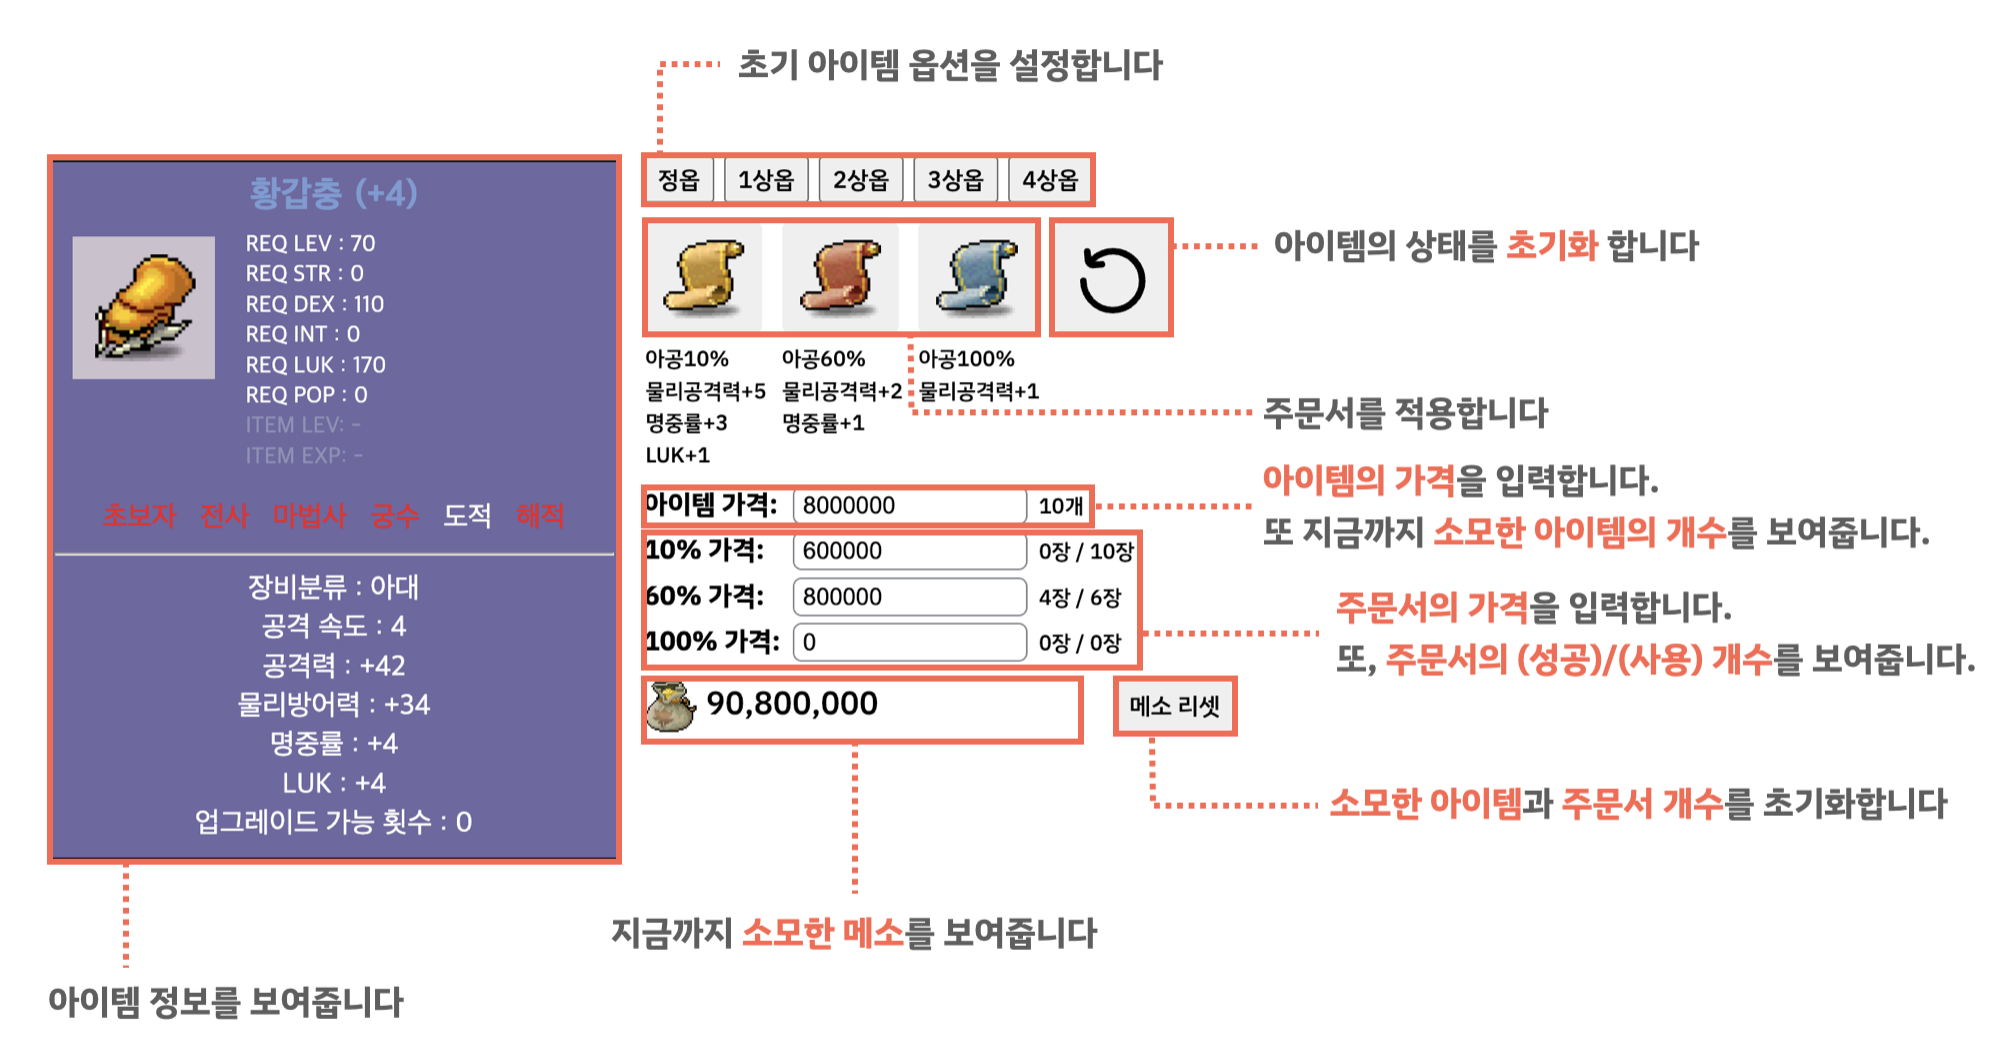 초기 아이템 옵션을 설정합니다
황갑충 (+4)
REQ LEV : 70
REQ STR : 0
REQ DEX : 110
REQ INT : 0
REQ LUK : 170
REQ POP : 0
ITEM LEV: -
ITEM EXP: -
초보자 전사 마법사 궁수 도적 해적
장비분류 : 아대
공격 속도 : 4
공격력 : +42
물리방어력 : +34
명중률 : +4
LUK : +4
업그레이드 가능 횟수 : 0
아이템 정보를 보여줍니다
정옵 1상옵 2상옵 3상옵 4상옵
아이템의 상태를 초기화 합니다
아공10%
물리공격력+5
명중률+3
LUK+1
아공60%
물리공격력+2
명중률+1
아공100%
물리공격력+1
주문서를 적용합니다
아이템 가격: 8000000 10개
아이템의 가격을 입력합니다.
또 지금까지 소모한 아이템의 개수를 보여줍니다.
10% 가격: 600000 0장 / 10장
60% 가격: 800000 4장 / 6장
100% 가격: 0 0장 / 0장
주문서의 가격을 입력합니다.
또, 주문서의 (성공)/(사용) 개수를 보여줍니다.
90,800,000
메소 리셋
소모한 아이템과 주문서 개수를 초기화합니다
지금까지 소모한 메소를 보여줍니다